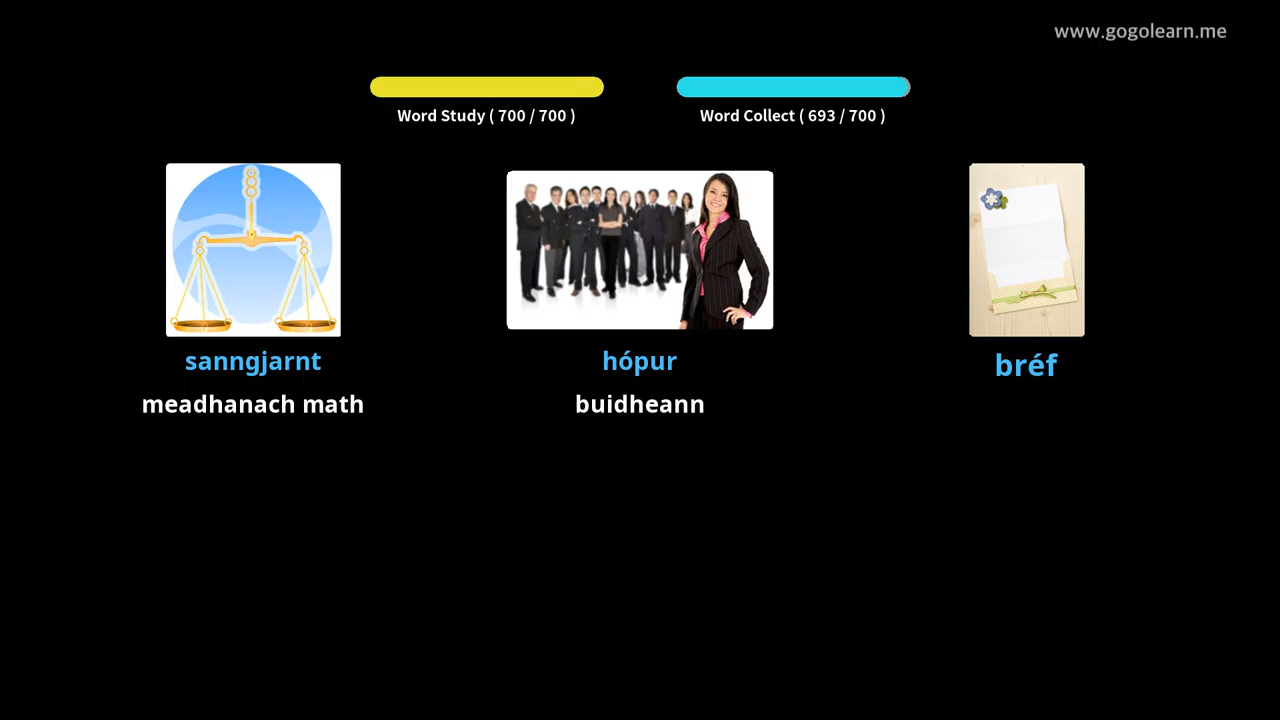 www.gogolearn.me
Word Study ( 700 / 700 )
Word Collect ( 693 / 700 )
sanngjarnt
hópur
bréf
meadhanach math
buidheann